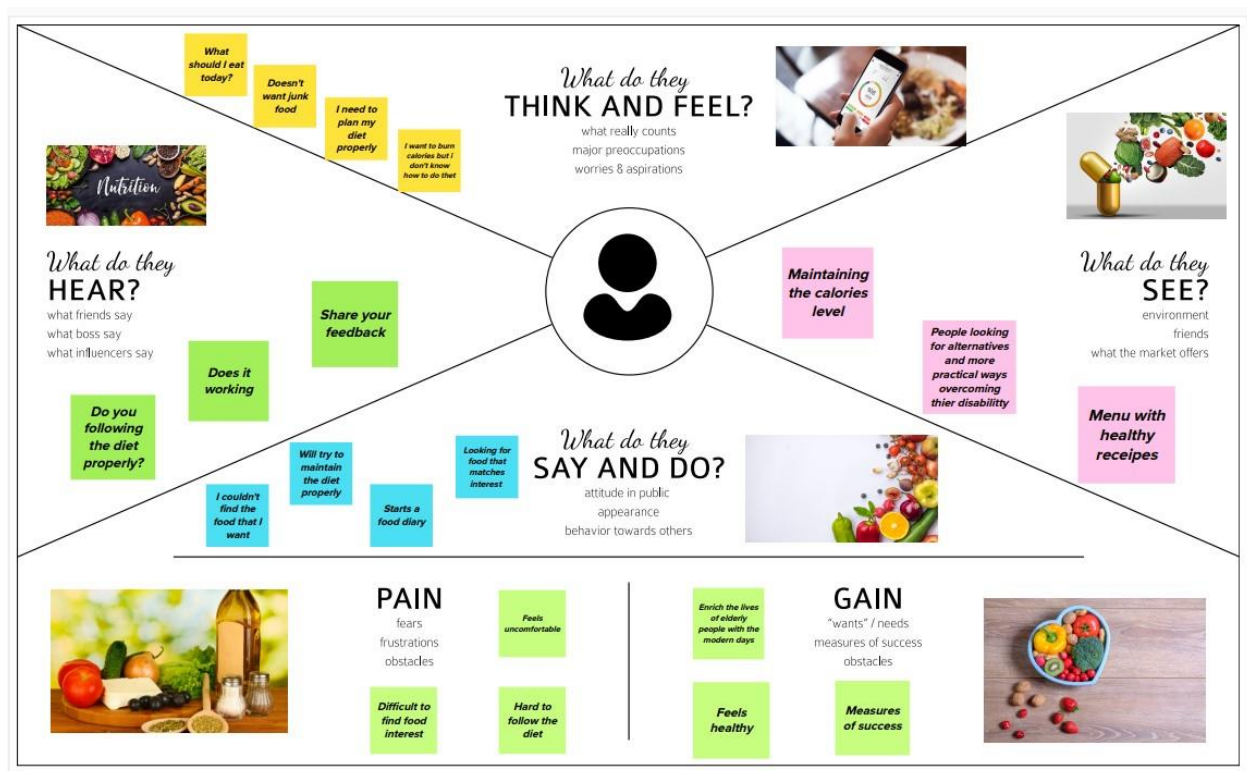 What
should I eat
today?
Doesn't
want junk
food
I need to
plan my
diet
properly
I want to burn
calories but i
don't know
how to do thet
What do they
THINK AND FEEL?
what really counts
major preoccupations
worries & aspirations
Nutrition
What do they
HEAR?
what friends say
what boss say
what influencers say
Share your
feedback
Does it
working
Do you
following
the diet
properly?
Maintaining
the calories
level
People looking
for alternatives
and more
practical ways
overcoming
thier disabilitty
Menu with
healthy
receipes
What do they
SEE?
environment
friends
what the market offers
What do they
SAY AND DO?
attitude in public
appearance
behavior towards others
I couldn't
find the
food that I
want
Will try to
maintain
the diet
properly
Starts a
food diary
Looking for
food that
matches
interest
PAIN
fears
frustrations
obstacles
Feels
uncomfortable
Difficult to
find food
interest
Hard to
follow the
diet
GAIN
"wants" / needs
measures of success
obstacles
Enrich the lives
of elderly
people with the
modern days
Feels
healthy
Measures
of success